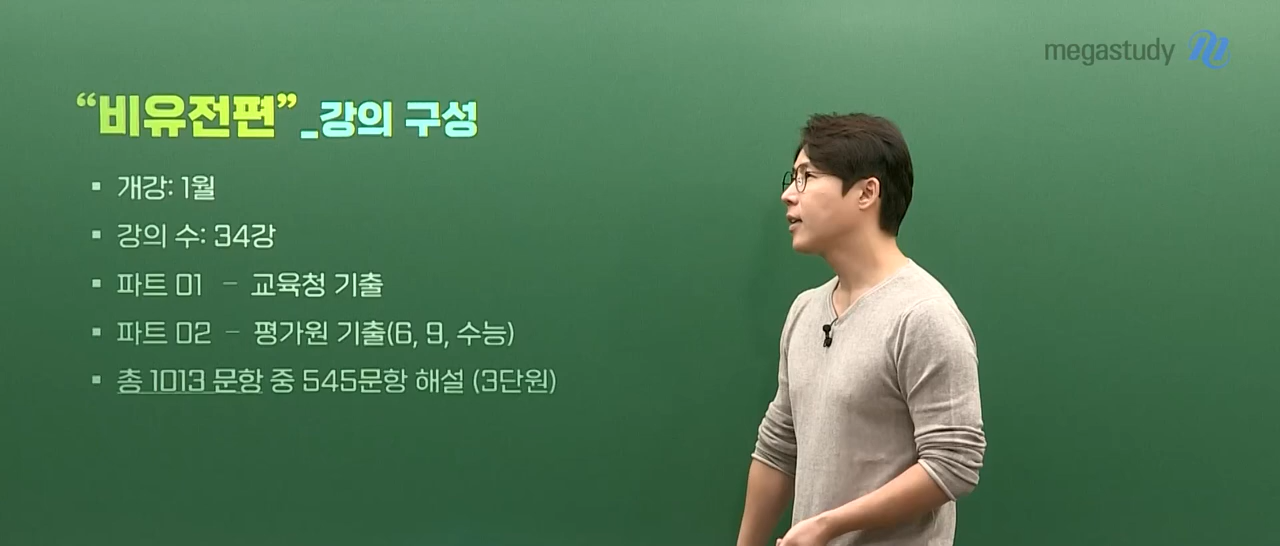 megastudy
“비유전편”_강의 구성
▪ 개강: 1월
▪ 강의 수: 34강
▪ 파트 01 – 교육청 기출
▪ 파트 02 – 평가원 기출(6, 9, 수능)
▪ 총 1013 문항 중 545문항 해설 (3단원)